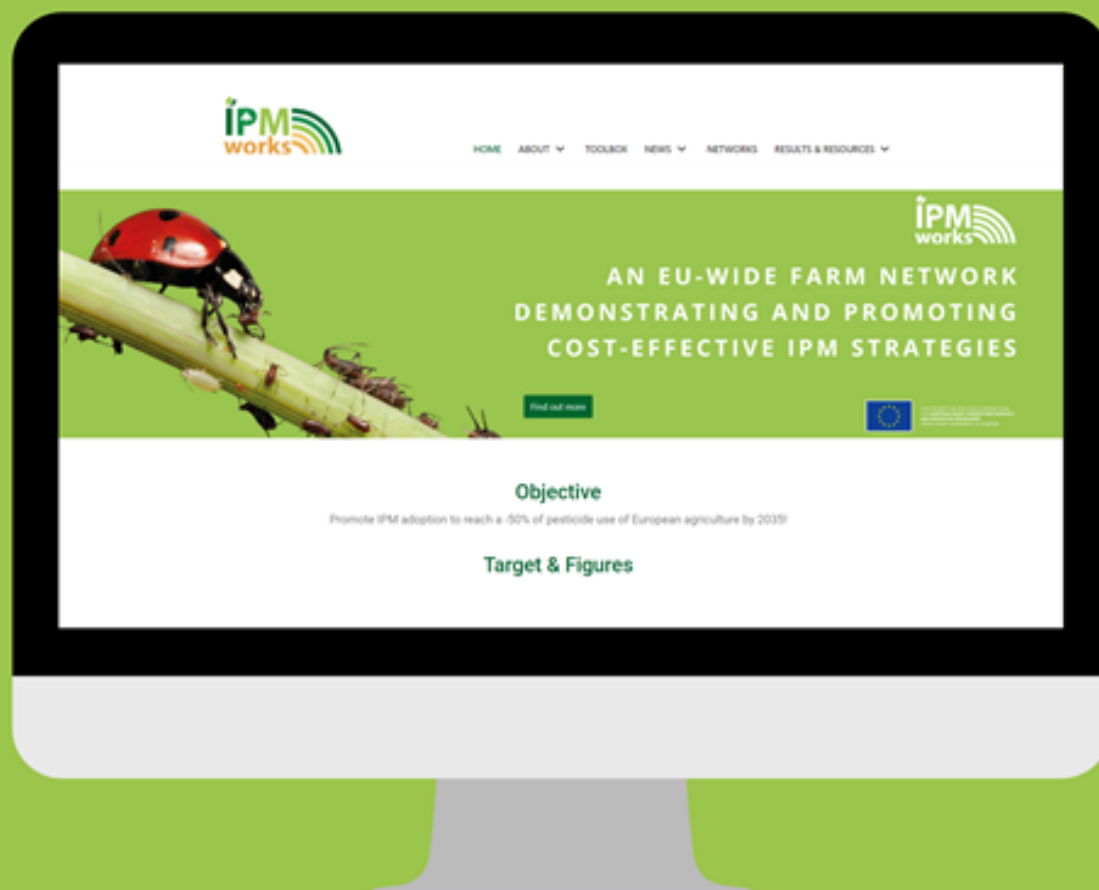 IPM
works
HOME ABOUT TOOLBOX NEWS NETWORKS RESULTS & RESOURCES
IPM
works
AN EU-WIDE FARM NETWORK
DEMONSTRATING AND PROMOTING
COST-EFFECTIVE IPM STRATEGIES
Find out more
Objective
Promote IPM adoption to reach a -50% of pesticide use of European agriculture by 2035!
Target & Figures